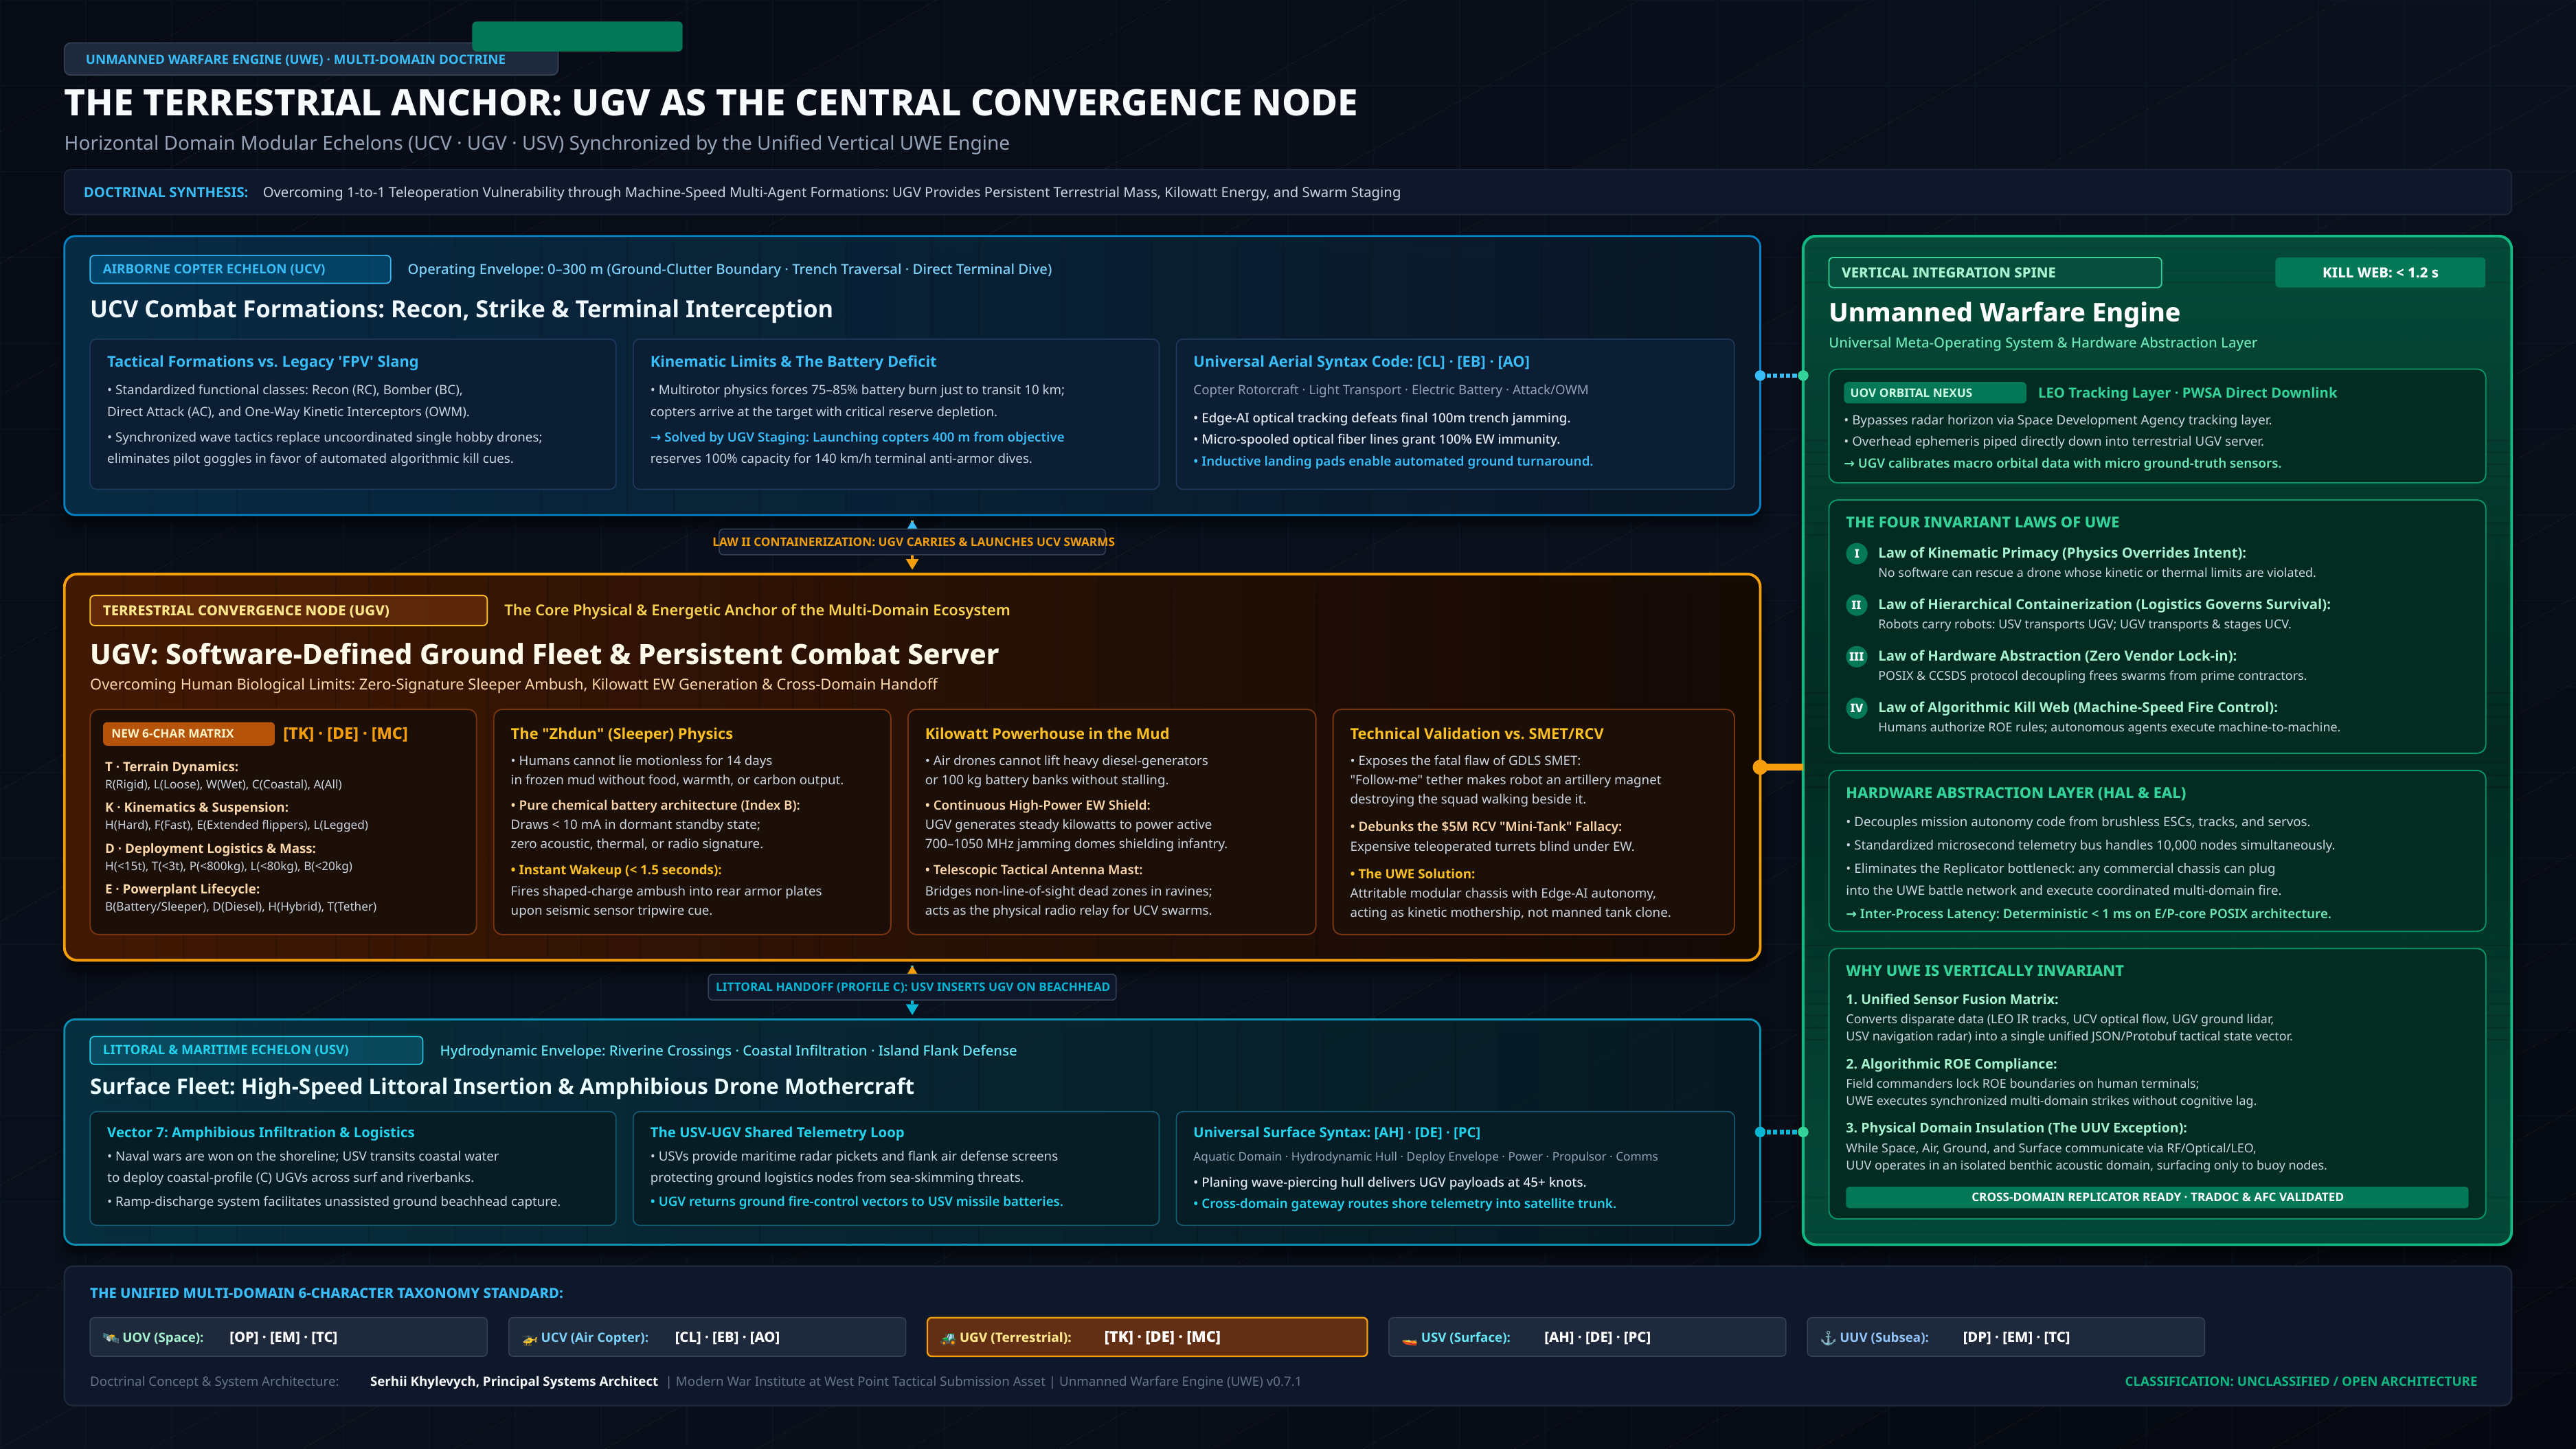 UNMANNED WARFARE ENGINE (UWE) · MULTI-DOMAIN DOCTRINE
THE TERRESTRIAL ANCHOR: UGV AS THE CENTRAL CONVERGENCE NODE
Horizontal Domain Modular Echelons (UCV · UGV · USV) Synchronized by the Unified Vertical UWE Engine
DOCTRINAL SYNTHESIS: Overcoming 1-to-1 Teleoperation Vulnerability through Machine-Speed Multi-Agent Formations: UGV Provides Persistent Terrestrial Mass, Kilowatt Energy, and Swarm Staging
AIRBORNE COPTER ECHELON (UCV)
Operating Envelope: 0–300 m (Ground-Clutter Boundary · Trench Traversal · Direct Terminal Dive)
UCV Combat Formations: Recon, Strike & Terminal Interception
Tactical Formations vs. Legacy 'FPV' Slang
• Standardized functional classes: Recon (RC), Bomber (BC),
Direct Attack (AC), and One-Way Kinetic Interceptors (OWM).
• Synchronized wave tactics replace uncoordinated single hobby drones;
eliminates pilot goggles in favor of automated algorithmic kill cues.
Kinematic Limits & The Battery Deficit
• Multirotor physics forces 75–85% battery burn just to transit 10 km;
copters arrive at the target with critical reserve depletion.
→ Solved by UGV Staging: Launching copters 400 m from objective
reserves 100% capacity for 140 km/h terminal anti-armor dives.
Universal Aerial Syntax Code: [CL] · [EB] · [AO]
Copter Rotorcraft · Light Transport · Electric Battery · Attack/OWM
• Edge-AI optical tracking defeats final 100m trench jamming.
• Micro-spooled optical fiber lines grant 100% EW immunity.
• Inductive landing pads enable automated ground turnaround.
LAW II CONTAINERIZATION: UGV CARRIES & LAUNCHES UCV SWARMS
TERRESTRIAL CONVERGENCE NODE (UGV)
The Core Physical & Energetic Anchor of the Multi-Domain Ecosystem
UGV: Software-Defined Ground Fleet & Persistent Combat Server
Overcoming Human Biological Limits: Zero-Signature Sleeper Ambush, Kilowatt EW Generation & Cross-Domain Handoff
NEW 6-CHAR MATRIX
[TK] · [DE] · [MC]
T · Terrain Dynamics:
R(Rigid), L(Loose), W(Wet), C(Coastal), A(All)
K · Kinematics & Suspension:
H(Hard), F(Fast), E(Extended flippers), L(Legged)
D · Deployment Logistics & Mass:
H(<15t), T(<3t), P(<800kg), L(<80kg), B(<20kg)
E · Powerplant Lifecycle:
B(Battery/Sleeper), D(Diesel), H(Hybrid), T(Tether)
The "Zhdun" (Sleeper) Physics
• Humans cannot lie motionless for 14 days
in frozen mud without food, warmth, or carbon output.
• Pure chemical battery architecture (Index B):
Draws < 10 mA in dormant standby state;
zero acoustic, thermal, or radio signature.
• Instant Wakeup (< 1.5 seconds):
Fires shaped-charge ambush into rear armor plates
upon seismic sensor tripwire cue.
Kilowatt Powerhouse in the Mud
• Air drones cannot lift heavy diesel-generators
or 100 kg battery banks without stalling.
• Continuous High-Power EW Shield:
UGV generates steady kilowatts to power active
700–1050 MHz jamming domes shielding infantry.
• Telescopic Tactical Antenna Mast:
Bridges non-line-of-sight dead zones in ravines;
acts as the physical radio relay for UCV swarms.
Technical Validation vs. SMET/RCV
• Exposes the fatal flaw of GDLS SMET:
"Follow-me" tether makes robot an artillery magnet
destroying the squad walking beside it.
• Debunks the $5M RCV "Mini-Tank" Fallacy:
Expensive teleoperated turrets blind under EW.
• The UWE Solution:
Attritable modular chassis with Edge-AI autonomy,
acting as kinetic mothership, not manned tank clone.
LITTORAL HANDOFF (PROFILE C): USV INSERTS UGV ON BEACHHEAD
LITTORAL & MARITIME ECHELON (USV)
Hydrodynamic Envelope: Riverine Crossings · Coastal Infiltration · Island Flank Defense
Surface Fleet: High-Speed Littoral Insertion & Amphibious Drone Mothercraft
Vector 7: Amphibious Infiltration & Logistics
• Naval wars are won on the shoreline; USV transits coastal water
to deploy coastal-profile (C) UGVs across surf and riverbanks.
• Ramp-discharge system facilitates unassisted ground beachhead capture.
The USV-UGV Shared Telemetry Loop
• USVs provide maritime radar pickets and flank air defense screens
protecting ground logistics nodes from sea-skimming threats.
• UGV returns ground fire-control vectors to USV missile batteries.
Universal Surface Syntax: [AH] · [DE] · [PC]
Aquatic Domain · Hydrodynamic Hull · Deploy Envelope · Power · Propulsor · Comms
• Planing wave-piercing hull delivers UGV payloads at 45+ knots.
• Cross-domain gateway routes shore telemetry into satellite trunk.
VERTICAL INTEGRATION SPINE
KILL WEB: < 1.2 s
Unmanned Warfare Engine
Universal Meta-Operating System & Hardware Abstraction Layer
UOV ORBITAL NEXUS
LEO Tracking Layer · PWSA Direct Downlink
• Bypasses radar horizon via Space Development Agency tracking layer.
• Overhead ephemeris piped directly down into terrestrial UGV server.
→ UGV calibrates macro orbital data with micro ground-truth sensors.
THE FOUR INVARIANT LAWS OF UWE
I Law of Kinematic Primacy (Physics Overrides Intent):
No software can rescue a drone whose kinetic or thermal limits are violated.
II Law of Hierarchical Containerization (Logistics Governs Survival):
Robots carry robots: USV transports UGV; UGV transports & stages UCV.
III Law of Hardware Abstraction (Zero Vendor Lock-in):
POSIX & CCSDS protocol decoupling frees swarms from prime contractors.
IV Law of Algorithmic Kill Web (Machine-Speed Fire Control):
Humans authorize ROE rules; autonomous agents execute machine-to-machine.
HARDWARE ABSTRACTION LAYER (HAL & EAL)
• Decouples mission autonomy code from brushless ESCs, tracks, and servos.
• Standardized microsecond telemetry bus handles 10,000 nodes simultaneously.
• Eliminates the Replicator bottleneck: any commercial chassis can plug
into the UWE battle network and execute coordinated multi-domain fire.
→ Inter-Process Latency: Deterministic < 1 ms on E/P-core POSIX architecture.
WHY UWE IS VERTICALLY INVARIANT
1. Unified Sensor Fusion Matrix:
Converts disparate data (LEO IR tracks, UCV optical flow, UGV ground lidar,
USV navigation radar) into a single unified JSON/Protobuf tactical state vector.
2. Algorithmic ROE Compliance:
Field commanders lock ROE boundaries on human terminals;
UWE executes synchronized multi-domain strikes without cognitive lag.
3. Physical Domain Insulation (The UUV Exception):
While Space, Air, Ground, and Surface communicate via RF/Optical/LEO,
UUV operates in an isolated benthic acoustic domain, surfacing only to buoy nodes.
CROSS-DOMAIN REPLICATOR READY · TRADOC & AFC VALIDATED
THE UNIFIED MULTI-DOMAIN 6-CHARACTER TAXONOMY STANDARD:
UOV (Space): [OP] · [EM] · [TC]
UCV (Air Copter): [CL] · [EB] · [AO]
UGV (Terrestrial): [TK] · [DE] · [MC]
USV (Surface): [AH] · [DE] · [PC]
UUV (Subsea): [DP] · [EM] · [TC]
Doctrinal Concept & System Architecture: Serhii Khylevych, Principal Systems Architect | Modern War Institute at West Point Tactical Submission Asset | Unmanned Warfare Engine (UWE) v0.7.1
CLASSIFICATION: UNCLASSIFIED / OPEN ARCHITECTURE